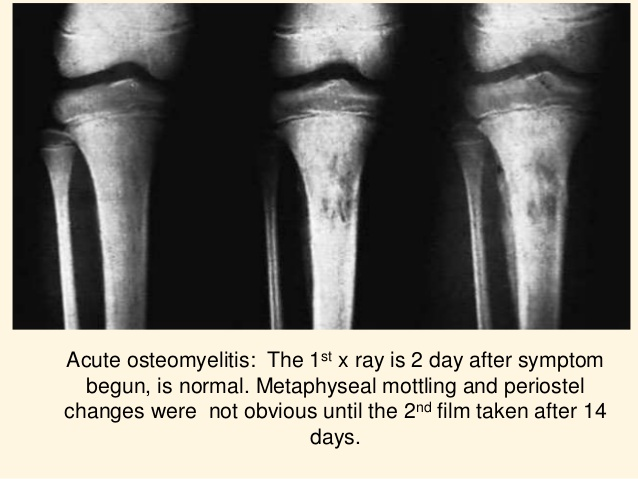 Acute osteomyelitis:  The 1st x ray is 2 day after symptom
begun, is normal. Metaphyseal mottling and periostel
changes were  not obvious until the 2nd film taken after 14
days.